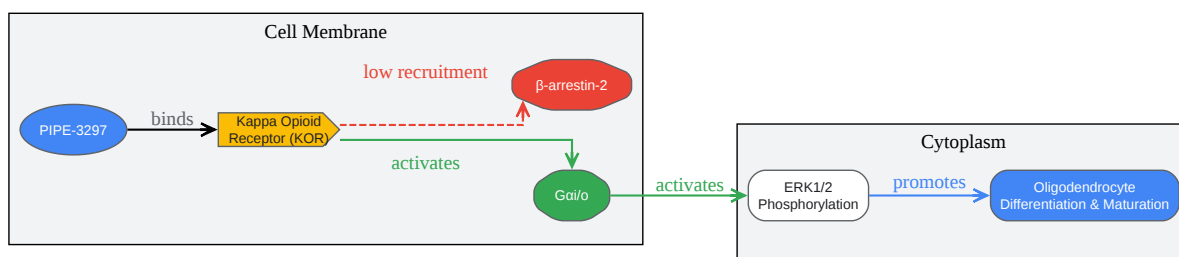 Cell Membrane
low recruitment
β-arrestin-2
PIPE-3297
binds
Kappa Opioid
Receptor (KOR)
activates
Gαi/o
activates
Cytoplasm
ERK1/2
Phosphorylation
promotes
Oligodendrocyte
Differentiation & Maturation